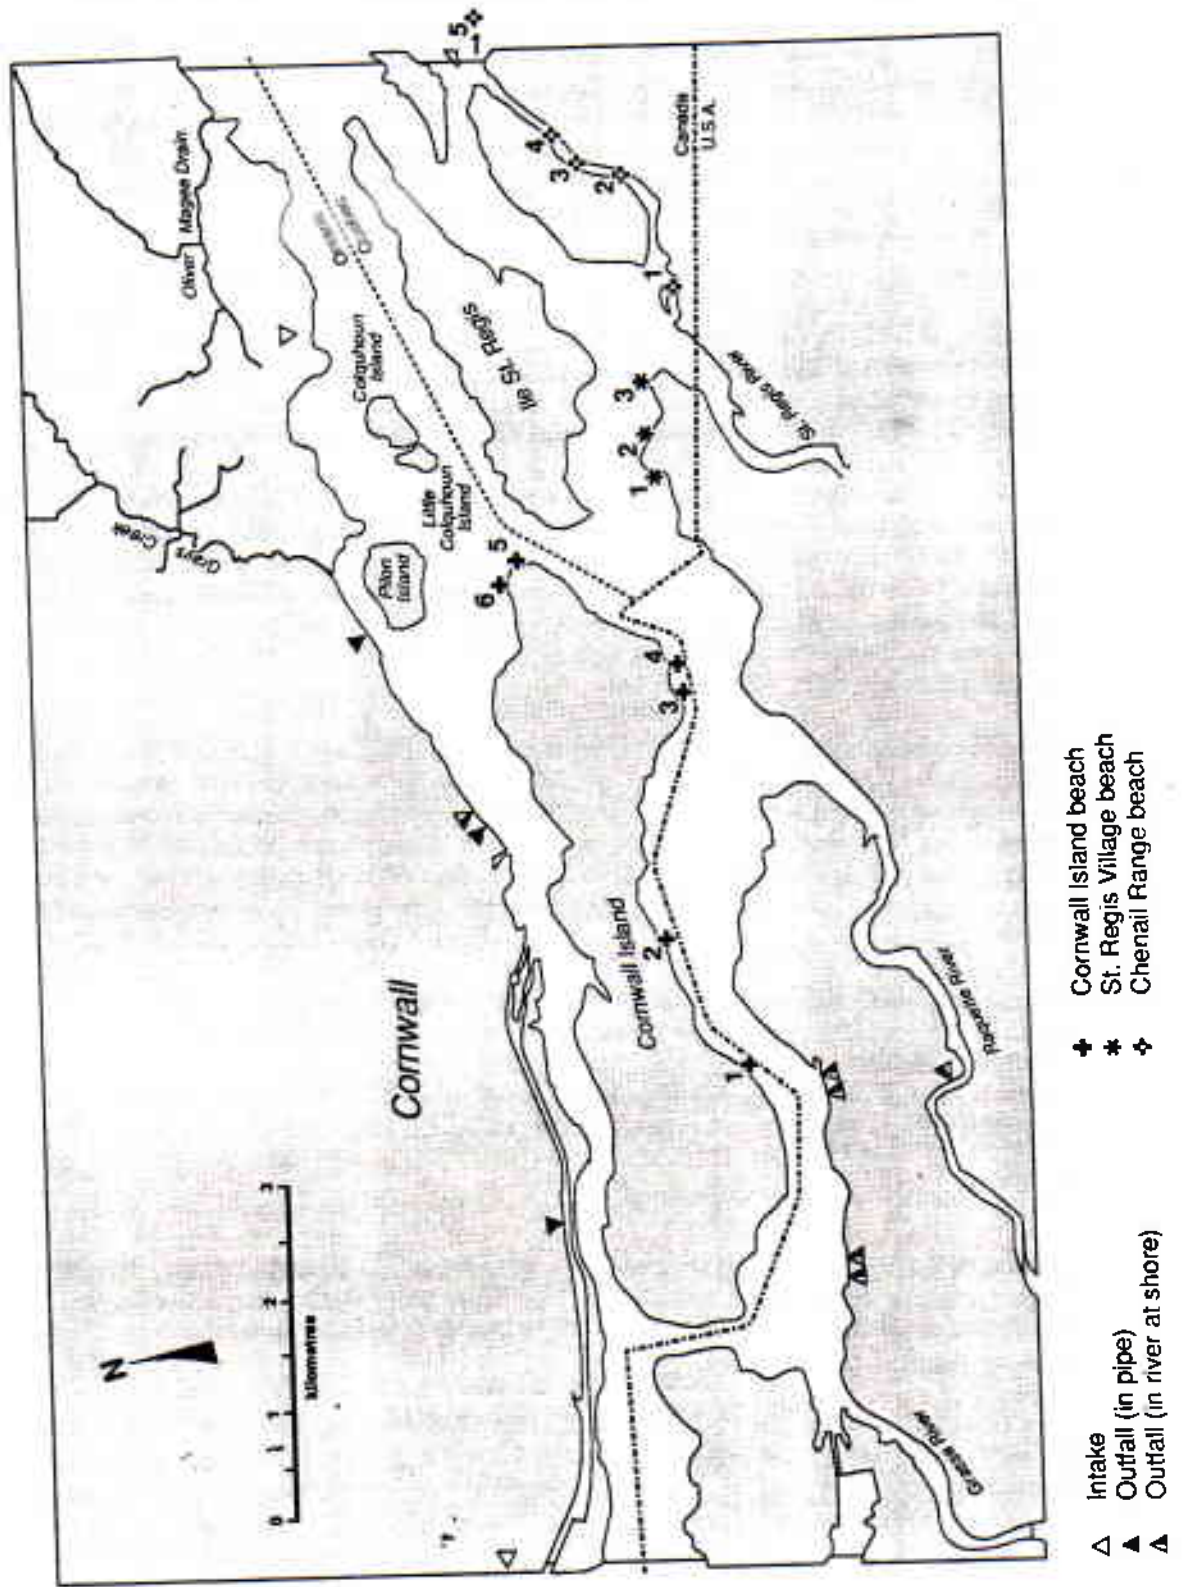 N
0 1 2 3
kilometres
Cornwall
Grays
Creek
Oliver
Magee Drain
Pilon
Island
Little
Colquhoun
Island
Colquhoun
Island
Ontario
Quebec
Ile St. Regis
Cornwall Island
1
2
3
4
5
6
1
2
3
1
2
3
4
5
→
Canada
U.S.A.
St. Regis River
Raquette River
Grasse River
△ Intake
▲ Outfall (in pipe)
Outfall (in river at shore)
✚ Cornwall Island beach
✱ St. Regis Village beach
Chenail Range beach